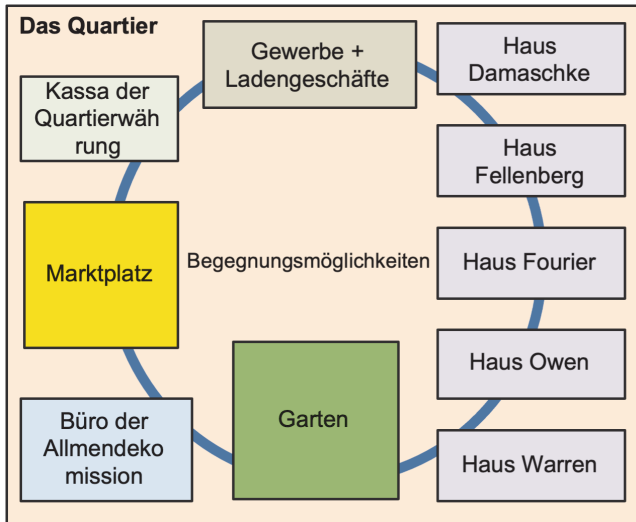 Das Quartier
Gewerbe +
Ladengeschäfte
Haus
Damaschke
Kassa der
Quartierwäh
rung
Haus
Fellenberg
Marktplatz
Begegnungsmöglichkeiten
Haus Fourier
Haus Owen
Garten
Büro der
Allmendeko
mission
Haus Warren